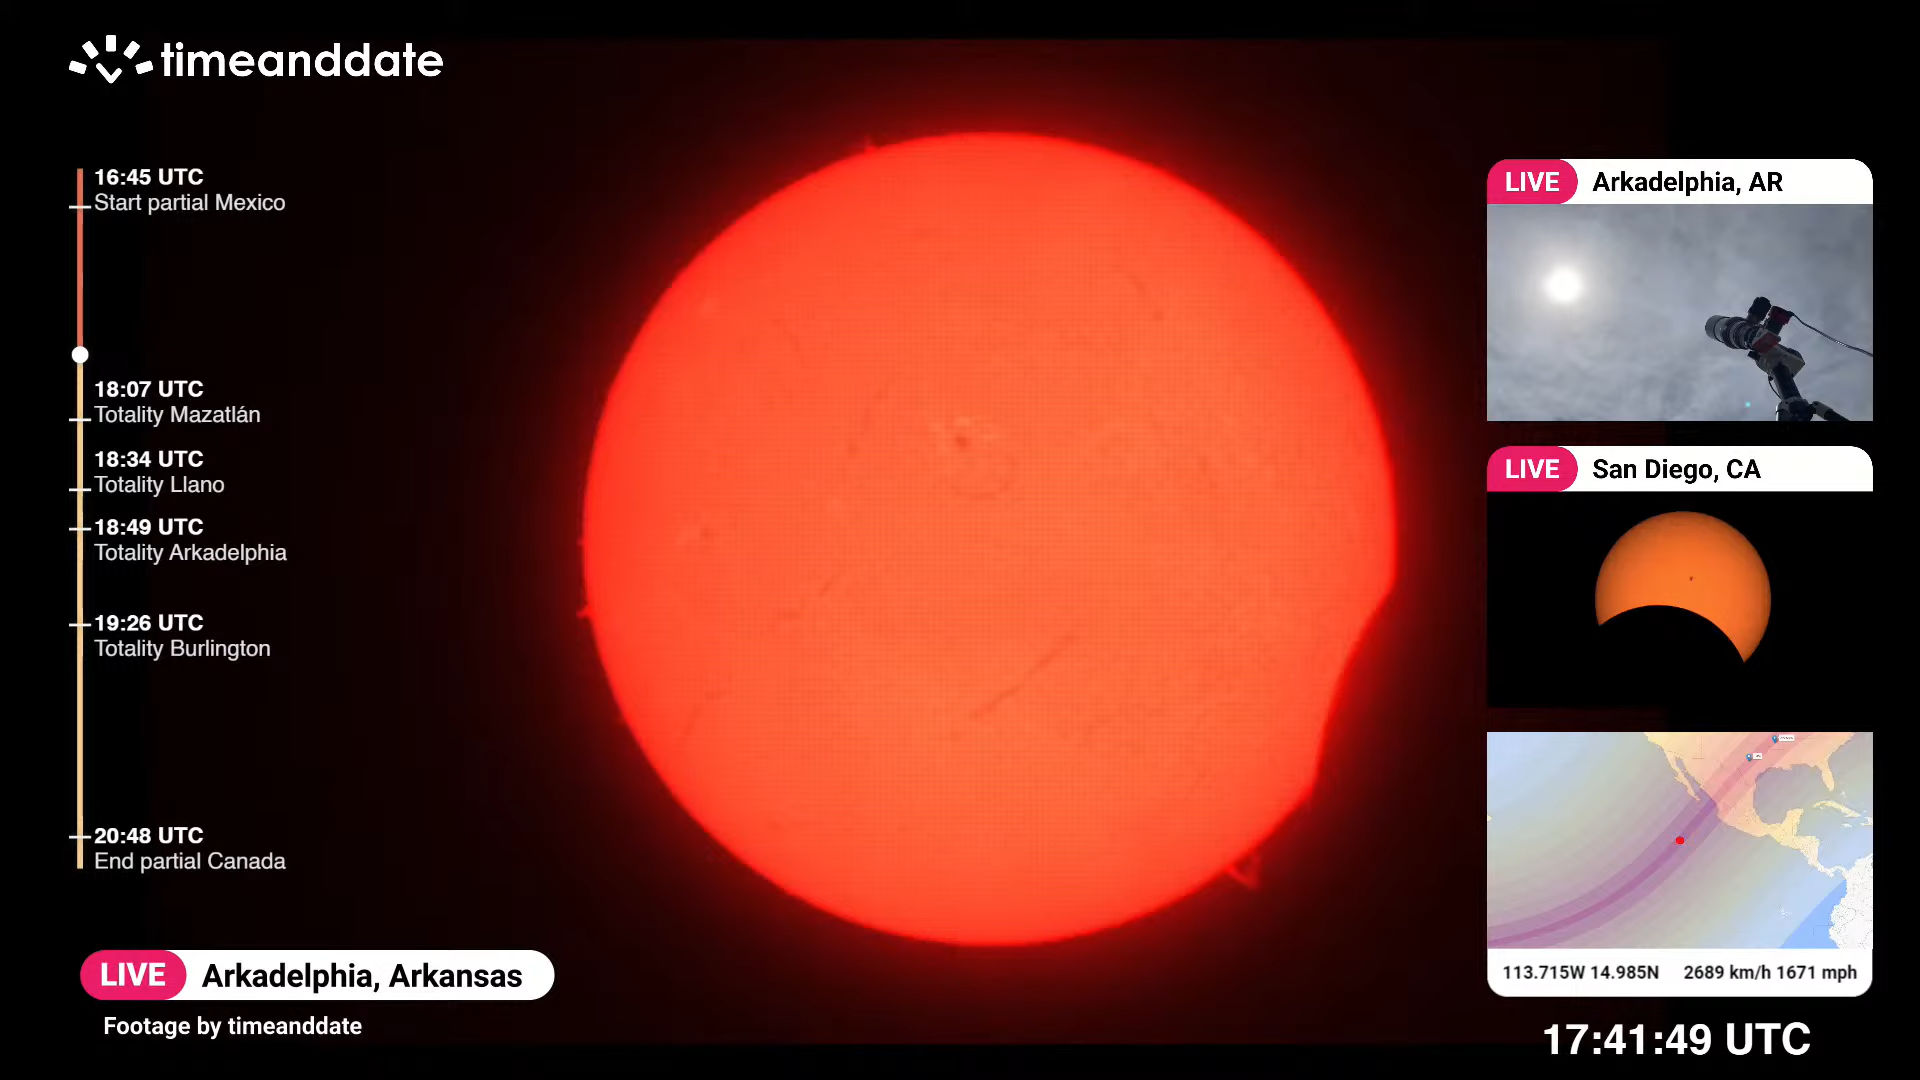 timeanddate
16:45 UTC
Start partial Mexico
18:07 UTC
Totality Mazatlán
18:34 UTC
Totality Llano
18:49 UTC
Totality Arkadelphia
19:26 UTC
Totality Burlington
20:48 UTC
End partial Canada
LIVE Arkadelphia, Arkansas
Footage by timeanddate
LIVE Arkadelphia, AR
LIVE San Diego, CA
113.715W 14.985N 2689 km/h 1671 mph
17:41:49 UTC